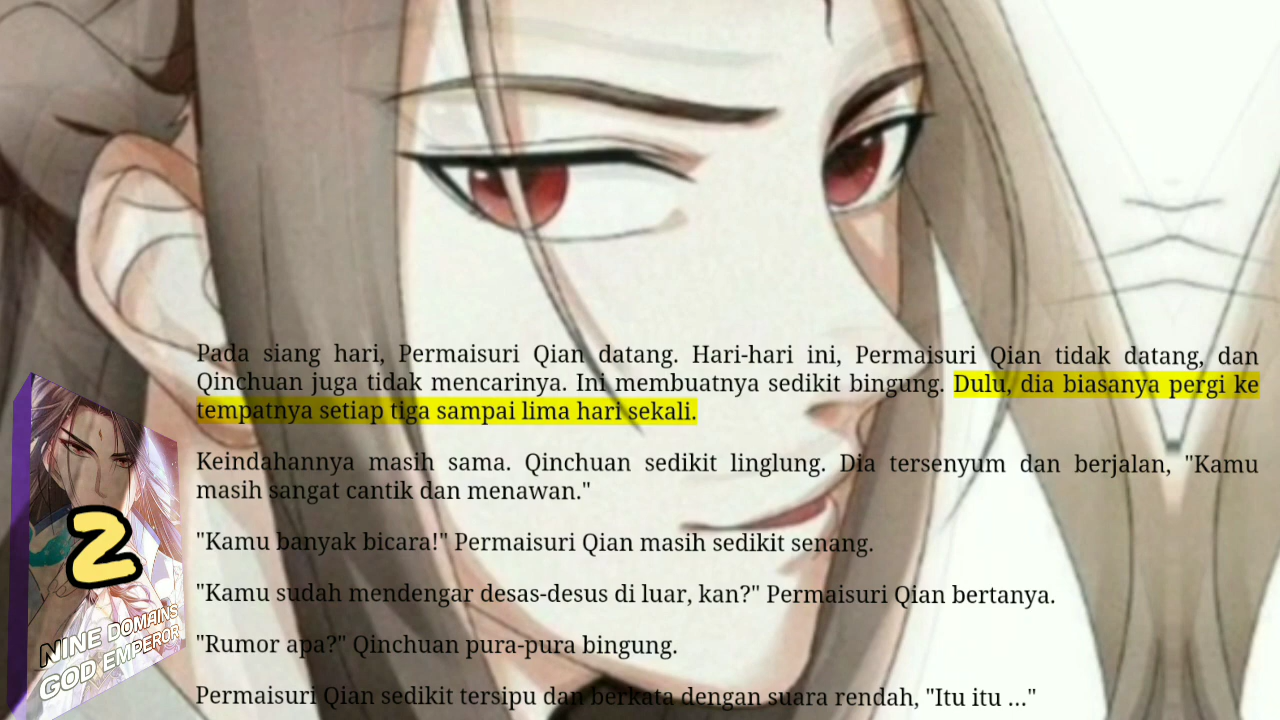 Pada siang hari, Permaisuri Qian datang. Hari-hari ini, Permaisuri Qian tidak datang, dan
Qinchuan juga tidak mencarinya. Ini membuatnya sedikit bingung. Dulu, dia biasanya pergi ke
tempatnya setiap tiga sampai lima hari sekali.
Keindahannya masih sama. Qinchuan sedikit linglung. Dia tersenyum dan berjalan, "Kamu
masih sangat cantik dan menawan."
"Kamu banyak bicara!" Permaisuri Qian masih sedikit senang.
"Kamu sudah mendengar desas-desus di luar, kan?" Permaisuri Qian bertanya.
"Rumor apa?" Qinchuan pura-pura bingung.
Permaisuri Qian sedikit tersipu dan berkata dengan suara rendah, "Itu itu ..."
2
NINE DOMAINS
GOD EMPEROR